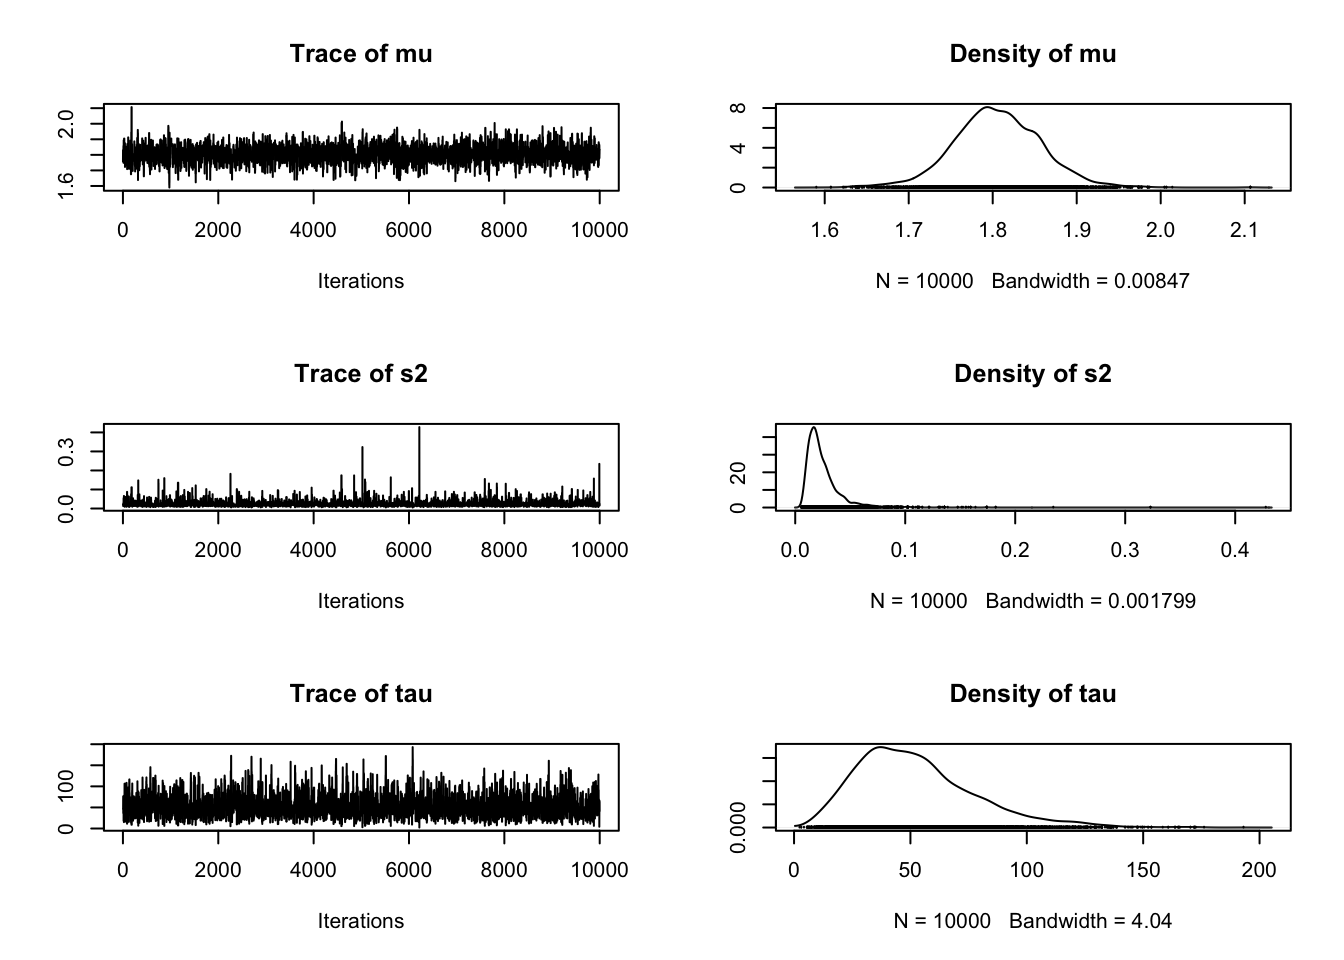 Trace of mu
2.0
1.6
0 2000 4000 6000 8000 10000
Iterations
Density of mu
8
4
0
1.6 1.7 1.8 1.9 2.0 2.1
N = 10000 Bandwidth = 0.00847
Trace of s2
0.3
0.0
0 2000 4000 6000 8000 10000
Iterations
Density of s2
20
0
0.0 0.1 0.2 0.3 0.4
N = 10000 Bandwidth = 0.001799
Trace of tau
100
0
0 2000 4000 6000 8000 10000
Iterations
Density of tau
0.000
0 50 100 150 200
N = 10000 Bandwidth = 4.04